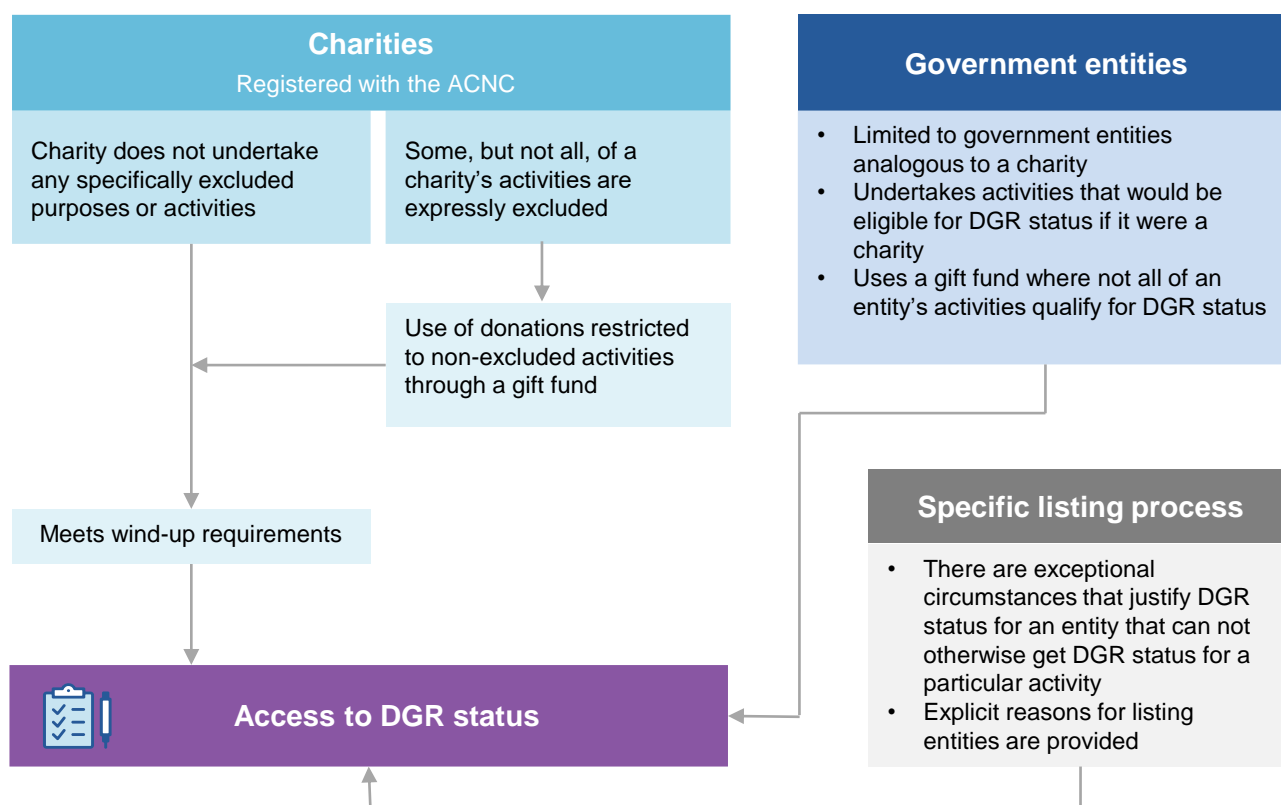 Charities
Registered with the ACNC
Charity does not undertake
any specifically excluded
purposes or activities
Some, but not all, of a
charity’s activities are
expressly excluded
Use of donations restricted
to non-excluded activities
through a gift fund
Meets wind-up requirements
Access to DGR status
Government entities
• Limited to government entities
analogous to a charity
• Undertakes activities that would be
eligible for DGR status if it were a
charity
• Uses a gift fund where not all of an
entity’s activities qualify for DGR status
Specific listing process
• There are exceptional
circumstances that justify DGR
status for an entity that can not
otherwise get DGR status for a
particular activity
• Explicit reasons for listing
entities are provided